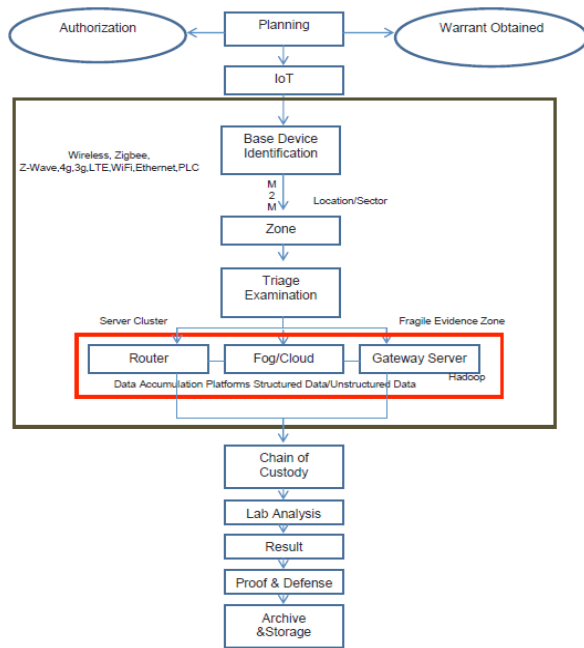 Authorization
Planning
Warrant Obtained
IoT
Base Device
Identification
Wireless, Zigbee,
Z-Wave,4g,3g,LTE,WiFi,Ethernet,PLC
M
2
M
Location/Sector
Zone
Triage
Examination
Server Cluster
Fragile Evidence Zone
Router
Fog/Cloud
Gateway Server
Hadoop
Data Accumulation Platforms Structured Data/Unstructured Data
Chain of
Custody
Lab Analysis
Result
Proof & Defense
Archive
&Storage